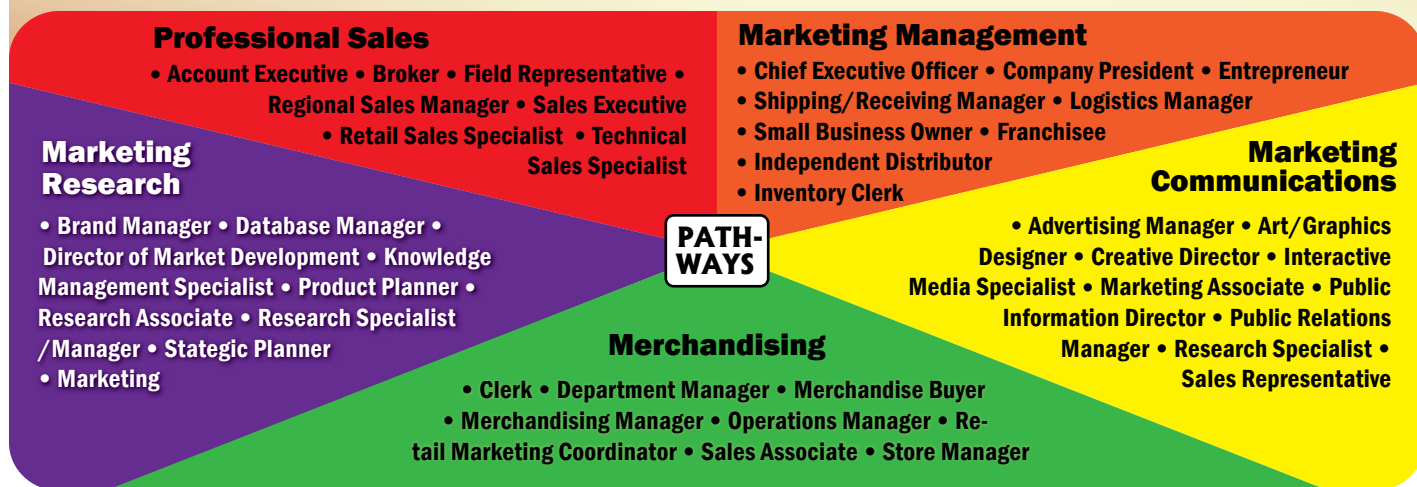 Professional Sales
• Account Executive • Broker • Field Representative •
Regional Sales Manager • Sales Executive
• Retail Sales Specialist • Technical
Sales Specialist
Marketing Management
• Chief Executive Officer • Company President • Entrepreneur
• Shipping/Receiving Manager • Logistics Manager
• Small Business Owner • Franchisee
• Independent Distributor
• Inventory Clerk
Marketing
Research
• Brand Manager • Database Manager •
Director of Market Development • Knowledge
Management Specialist • Product Planner •
Research Associate • Research Specialist
/Manager • Stategic Planner
• Marketing
PATH-
WAYS
Marketing
Communications
• Advertising Manager • Art/Graphics
Designer • Creative Director • Interactive
Media Specialist • Marketing Associate • Public
Information Director • Public Relations
Manager • Research Specialist •
Sales Representative
Merchandising
• Clerk • Department Manager • Merchandise Buyer
• Merchandising Manager • Operations Manager • Re-
tail Marketing Coordinator • Sales Associate • Store Manager